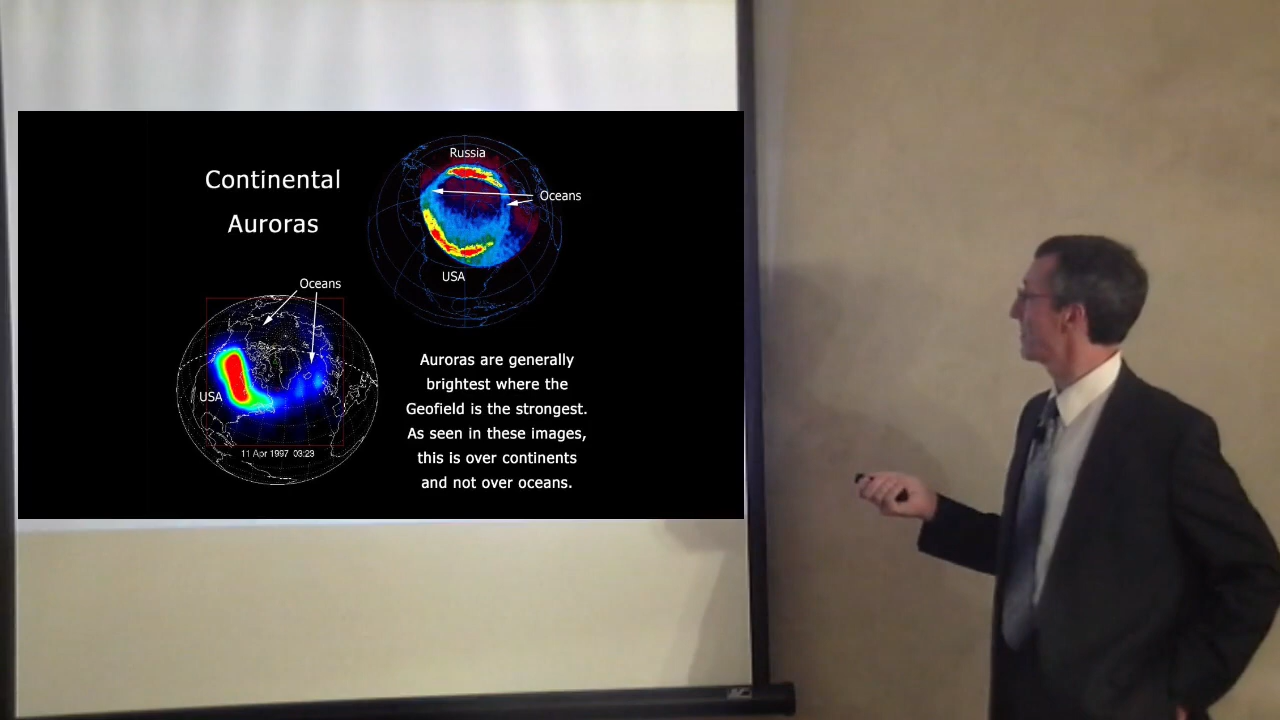 Continental
Auroras
Russia
Oceans
USA
Oceans
USA
11 Apr 1997 03:23
Auroras are generally
brightest where the
Geofield is the strongest.
As seen in these images,
this is over continents
and not over oceans.